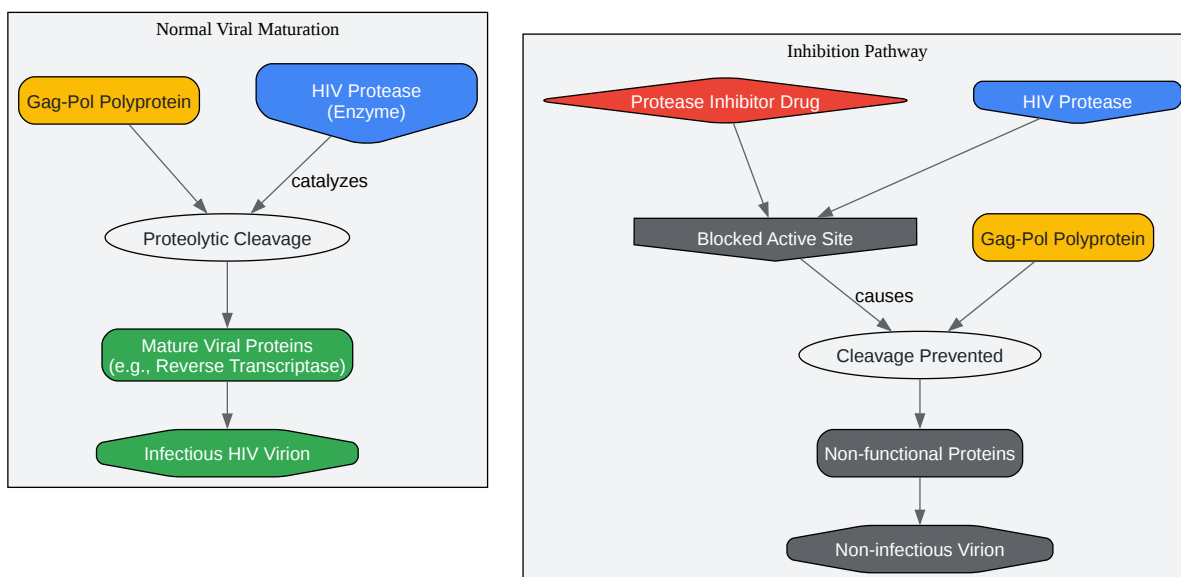 Normal Viral Maturation
Gag-Pol Polyprotein
HIV Protease
(Enzyme)
catalyzes
Proteolytic Cleavage
Mature Viral Proteins
(e.g., Reverse Transcriptase)
Infectious HIV Virion
Inhibition Pathway
Protease Inhibitor Drug
HIV Protease
Blocked Active Site
Gag-Pol Polyprotein
causes
Cleavage Prevented
Non-functional Proteins
Non-infectious Virion